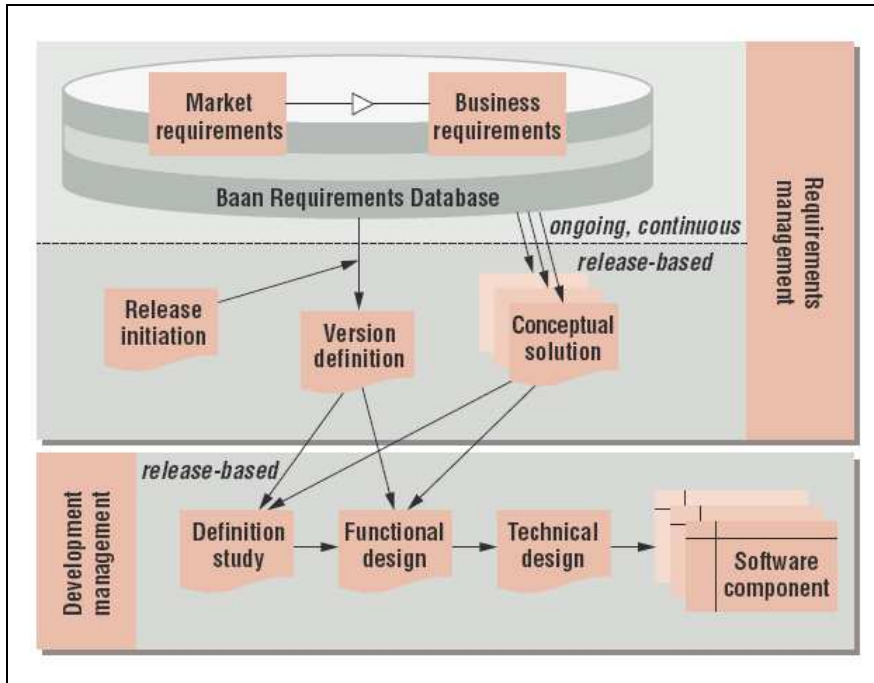 Market
requirements
Business
requirements
Baan Requirements Database
ongoing, continuous
release-based
Requirements
management
Release
initiation
Version
definition
Conceptual
solution
Development
management
release-based
Definition
study
Functional
design
Technical
design
Software
component